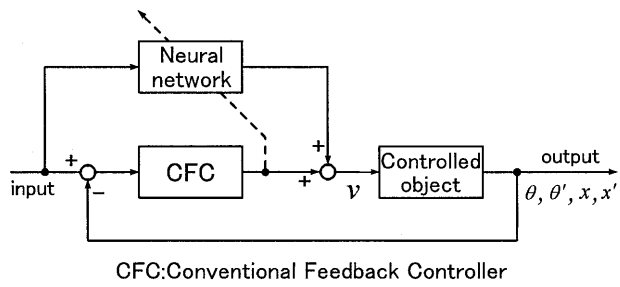 Neural
network
+
+
+
CFC
Controlled
object
output
input
−
+
v
θ, θ′, x, x′
CFC:Conventional Feedback Controller